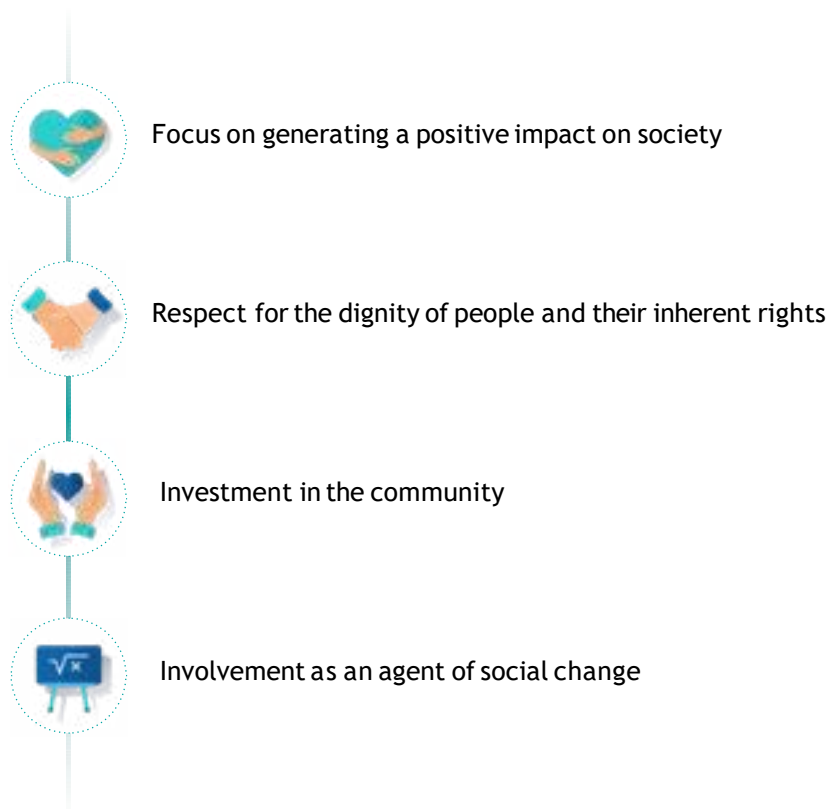 Focus on generating a positive impact on society
Respect for the dignity of people and their inherent rights
Investment in the community
√x
Involvement as an agent of social change